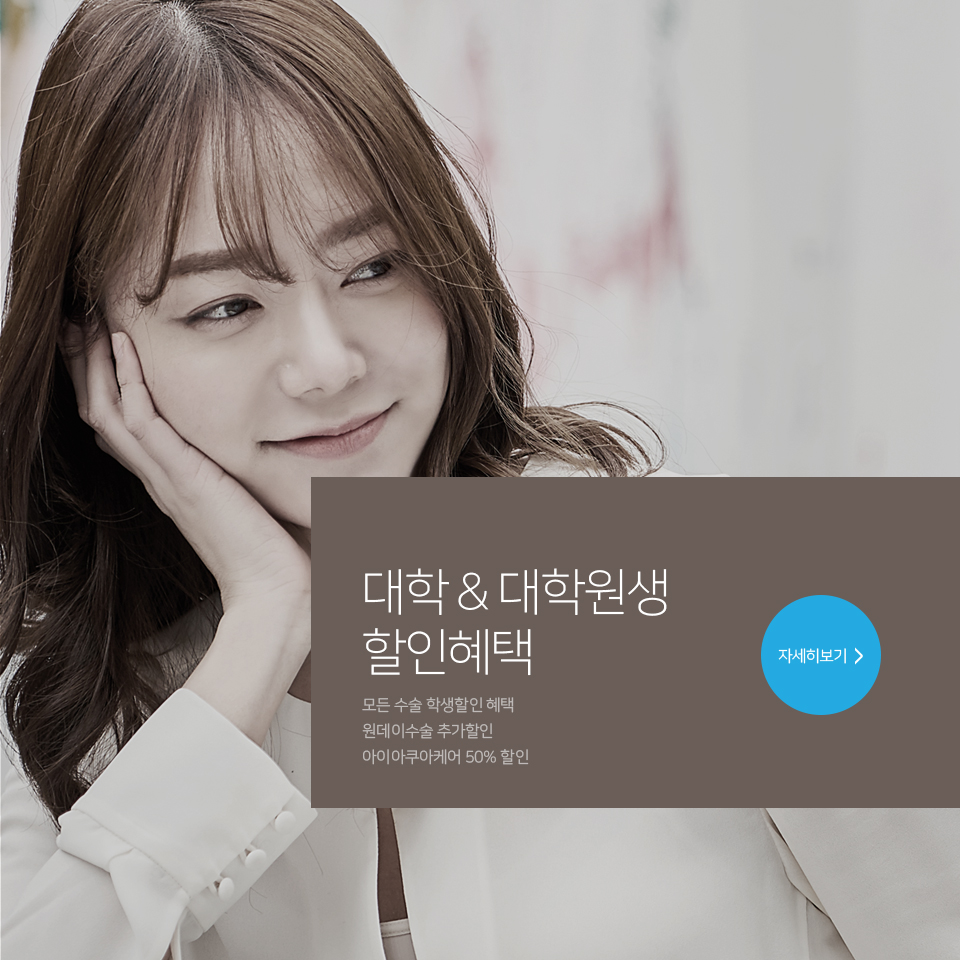 대학 & 대학원생
할인혜택
모든 수술 학생할인 혜택
원데이수술 추가할인
아이아쿠아케어 50% 할인
자세히보기 >